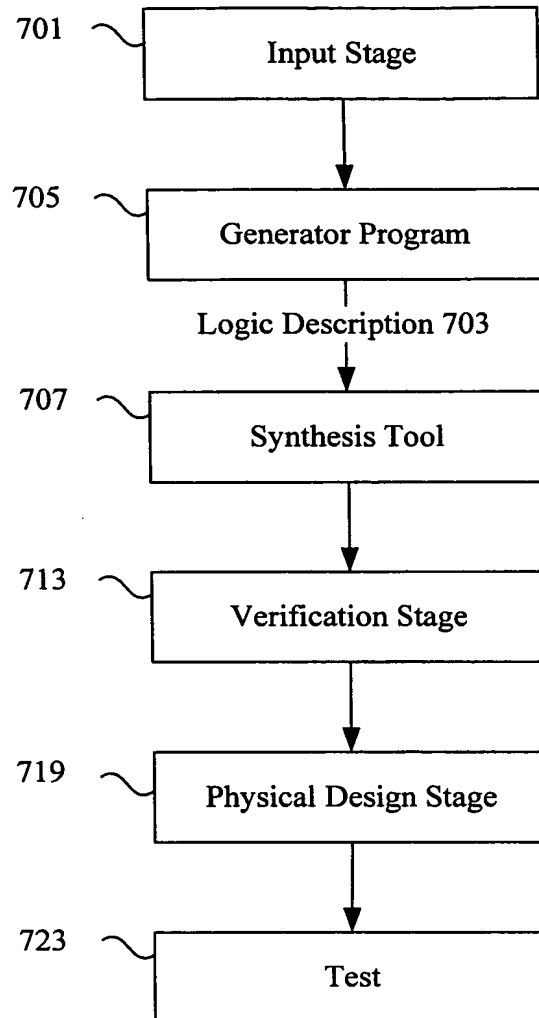 701
Input Stage
705
Generator Program
Logic Description 703
707
Synthesis Tool
713
Verification Stage
719
Physical Design Stage
723
Test